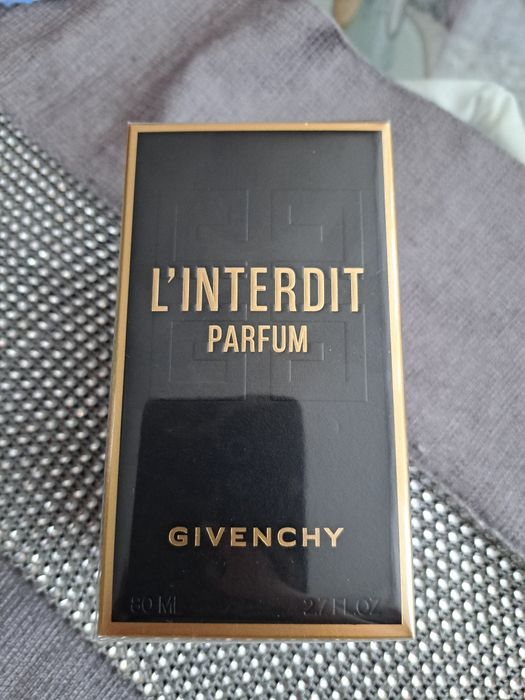 L'INTERDIT
PARFUM
GIVENCHY
80 ML 2.7 FL.OZ